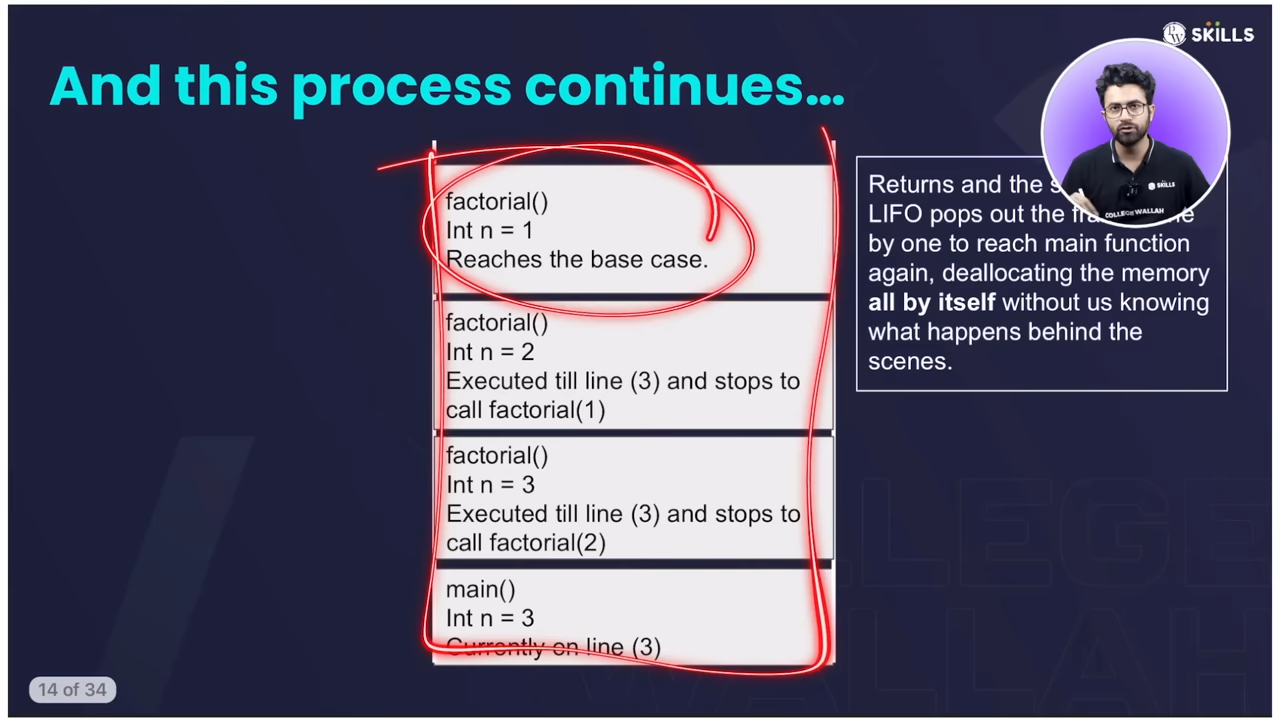 SKILLS
And this process continues...
SKILLS
COLLEGE WALLAH
factorial()
Int n = 1
Reaches the base case.
factorial()
Int n = 2
Executed till line (3) and stops to
call factorial(1)
factorial()
Int n = 3
Executed till line (3) and stops to
call factorial(2)
main()
Int n = 3
Currently on line (3)
Returns and the
LIFO pops out the
by one to reach main function
again, deallocating the memory
all by itself without us knowing
what happens behind the
scenes.
14 of 34